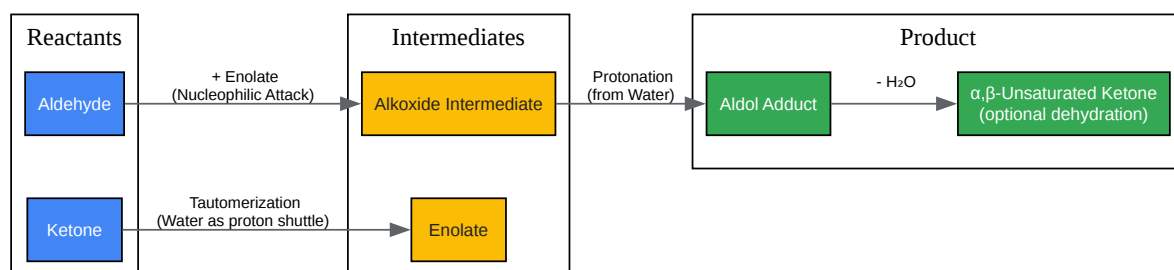 Reactants
Intermediates
Product
Aldehyde
+ Enolate
(Nucleophilic Attack)
Alkoxide Intermediate
Protonation
(from Water)
Aldol Adduct
- H₂O
α,β-Unsaturated Ketone
(optional dehydration)
Ketone
Tautomerization
(Water as proton shuttle)
Enolate